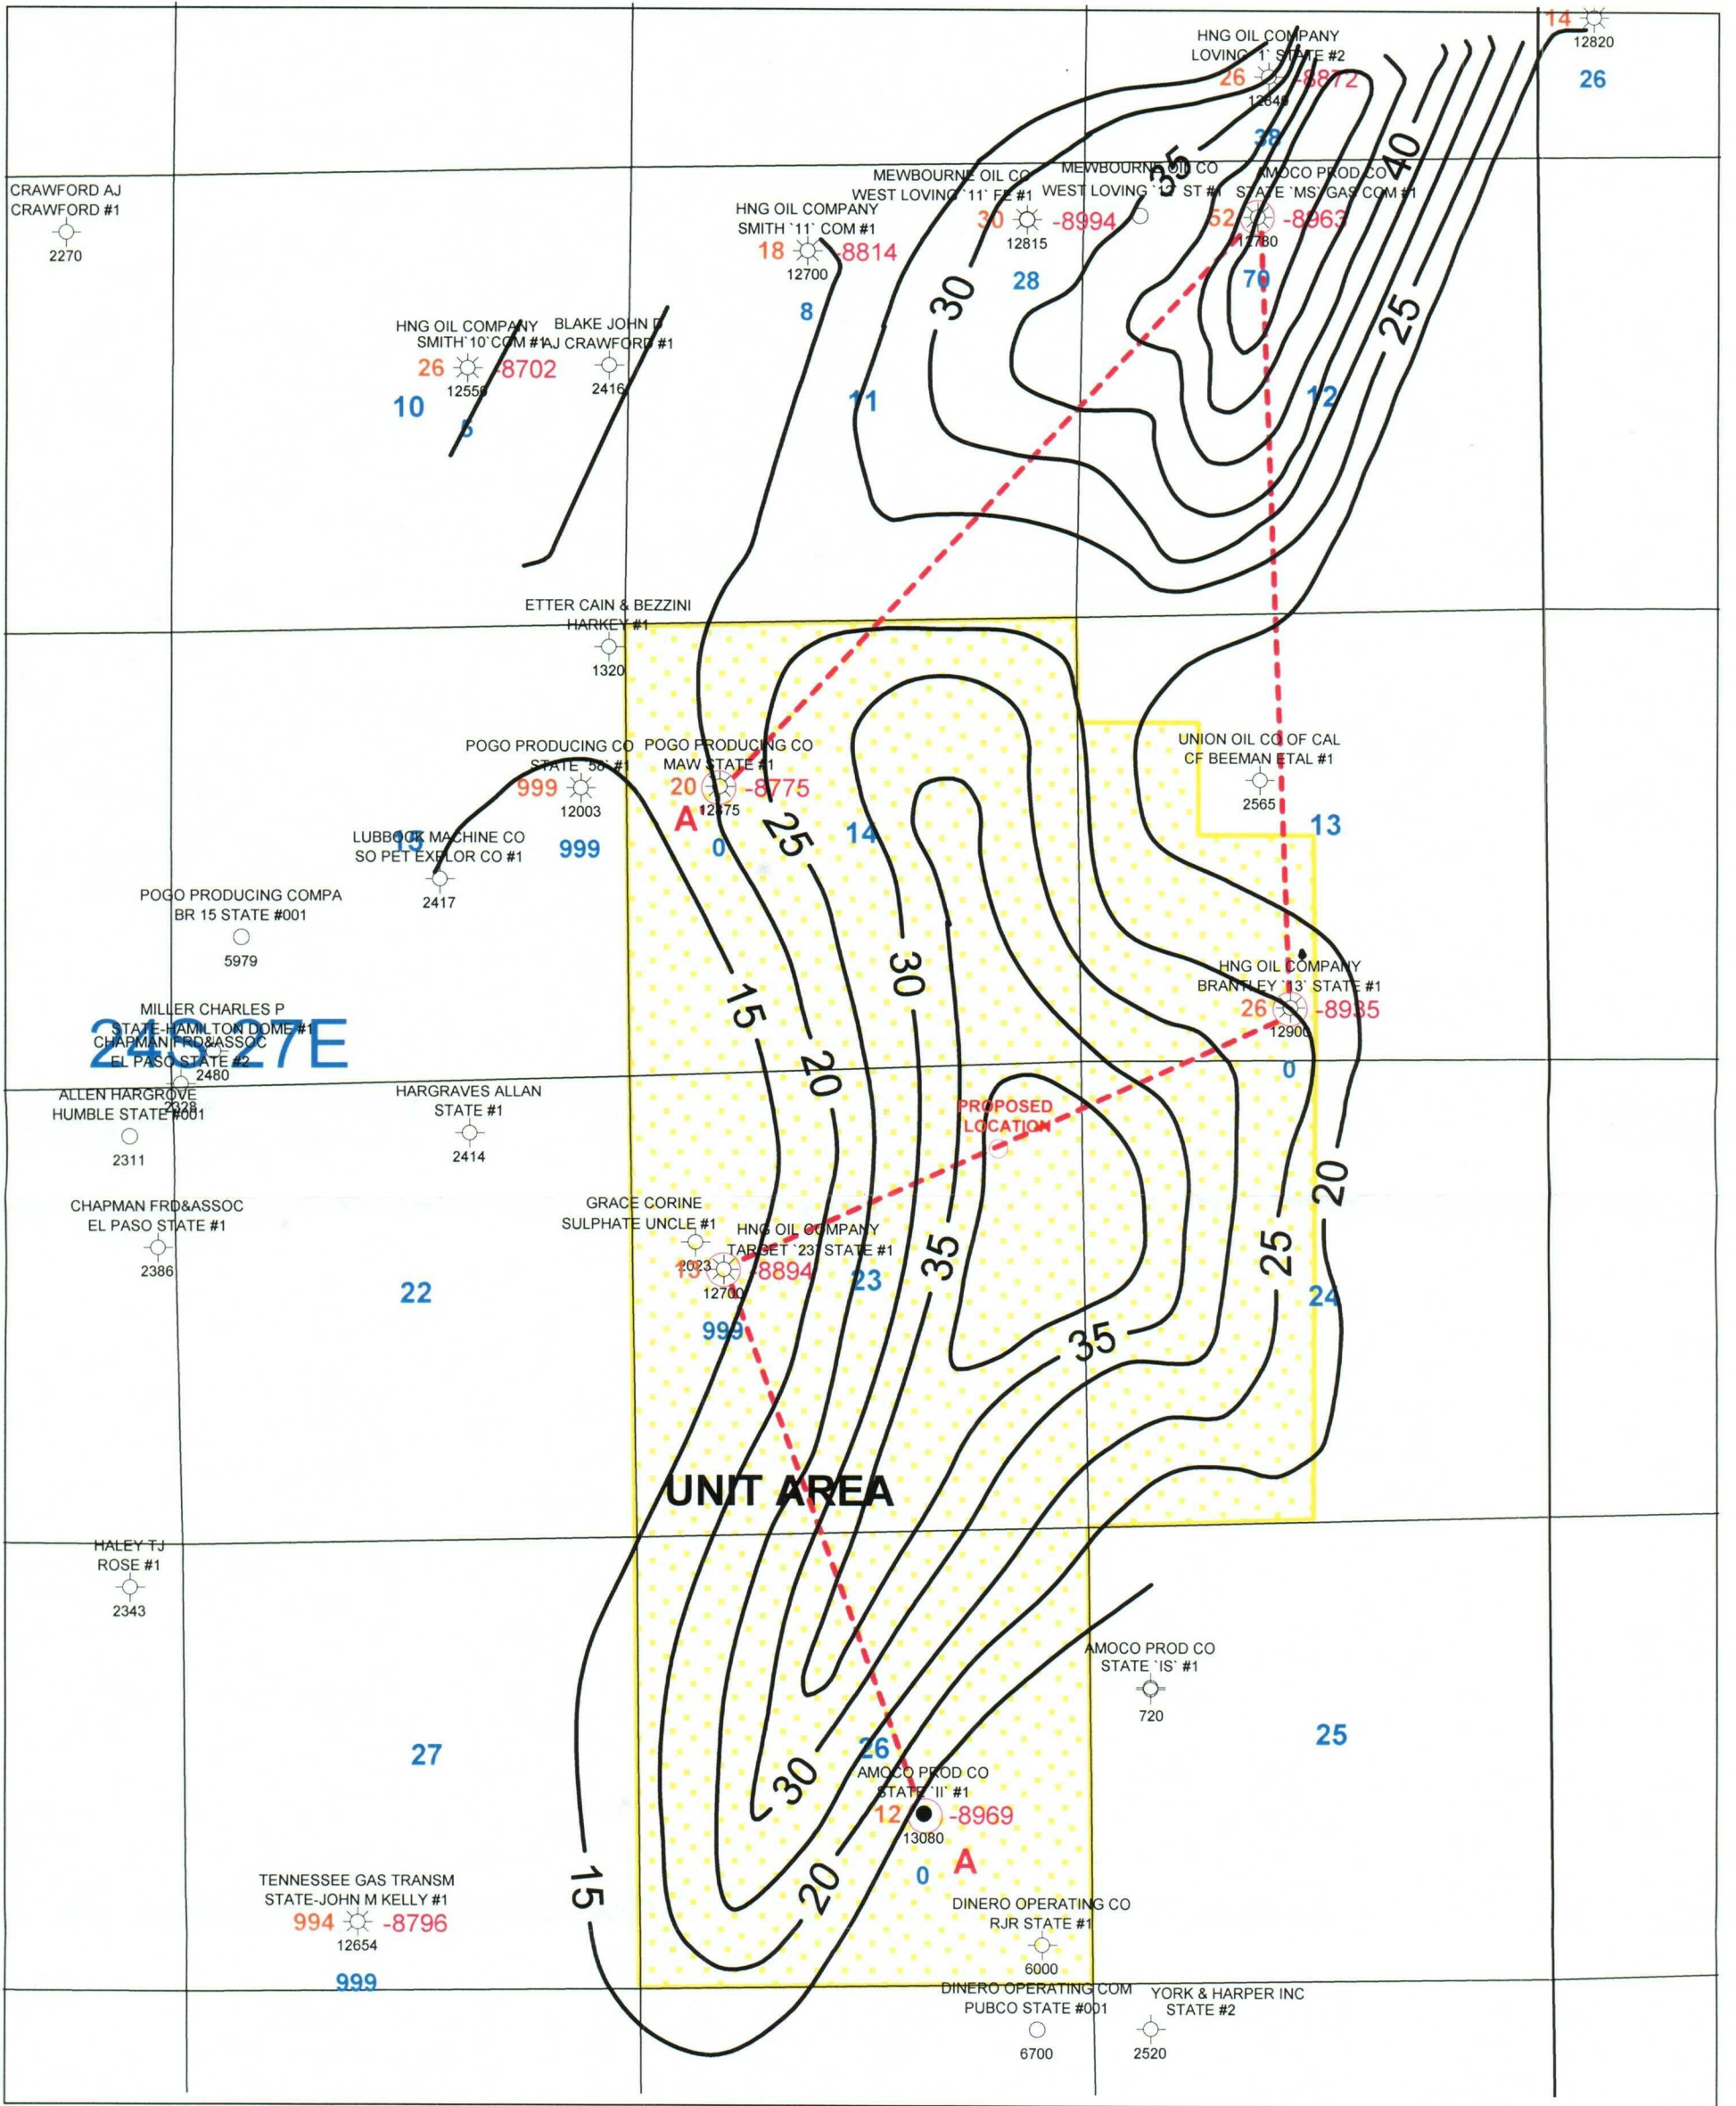 14
12820
26
HNG OIL COMPANY
LOVING `1` STATE #2
26 -8872
12840
38
35
40
CRAWFORD AJ
CRAWFORD #1
2270
MEWBOURNE OIL CO
WEST LOVING `11` FE #1
30 -8994
12815
28
MEWBOURNE OIL CO
WEST LOVING `12` ST #1
AMOCO PROD CO
STATE `MS` GAS COM #1
52 -8963
12780
70
HNG OIL COMPANY
SMITH `11` COM #1
18 -8814
12700
8
30
25
HNG OIL COMPANY
SMITH`10`COM #1
26 -8702
12550
5
BLAKE JOHN D
AJ CRAWFORD #1
2416
10
11
12
ETTER CAIN & BEZZINI
HARKEY #1
1320
POGO PRODUCING CO
999
12003
999
POGO PRODUCING CO
MAW STATE #1
20 -8775
12375
A
0
UNION OIL CO OF CAL
CF BEEMAN ETAL #1
2565
25
14
13
15
LUBBOCK MACHINE CO
SO PET EXPLOR CO #1
2417
POGO PRODUCING COMPA
BR 15 STATE #001
5979
15
30
HNG OIL COMPANY
BRANTLEY `13` STATE #1
26 -8935
12900
0
MILLER CHARLES P
STATE-HAMILTON DOME #1
24S-27E
CHAPMAN FRD&ASSOC
EL PASO STATE #2
2480
2328
20
ALLEN HARGROVE
HUMBLE STATE #001
2311
HARGRAVES ALLAN
STATE #1
2414
PROPOSED
LOCATION
20
CHAPMAN FRD&ASSOC
EL PASO STATE #1
2386
GRACE CORINE
SULPHATE UNCLE #1
2023
HNG OIL COMPANY
TARGET `23` STATE #1
-8894
12700
999
35
25
22
23
24
35
UNIT AREA
HALEY TJ
ROSE #1
2343
AMOCO PROD CO
STATE `IS` #1
720
27
26
25
30
AMOCO PROD CO
STATE `II` #1
12 -8969
13080
0
A
15
20
TENNESSEE GAS TRANSM
STATE-JOHN M KELLY #1
994 -8796
12654
999
DINERO OPERATING CO
RJR STATE #1
6000
DINERO OPERATING COM
PUBCO STATE #001
6700
YORK & HARPER INC
STATE #2
2520